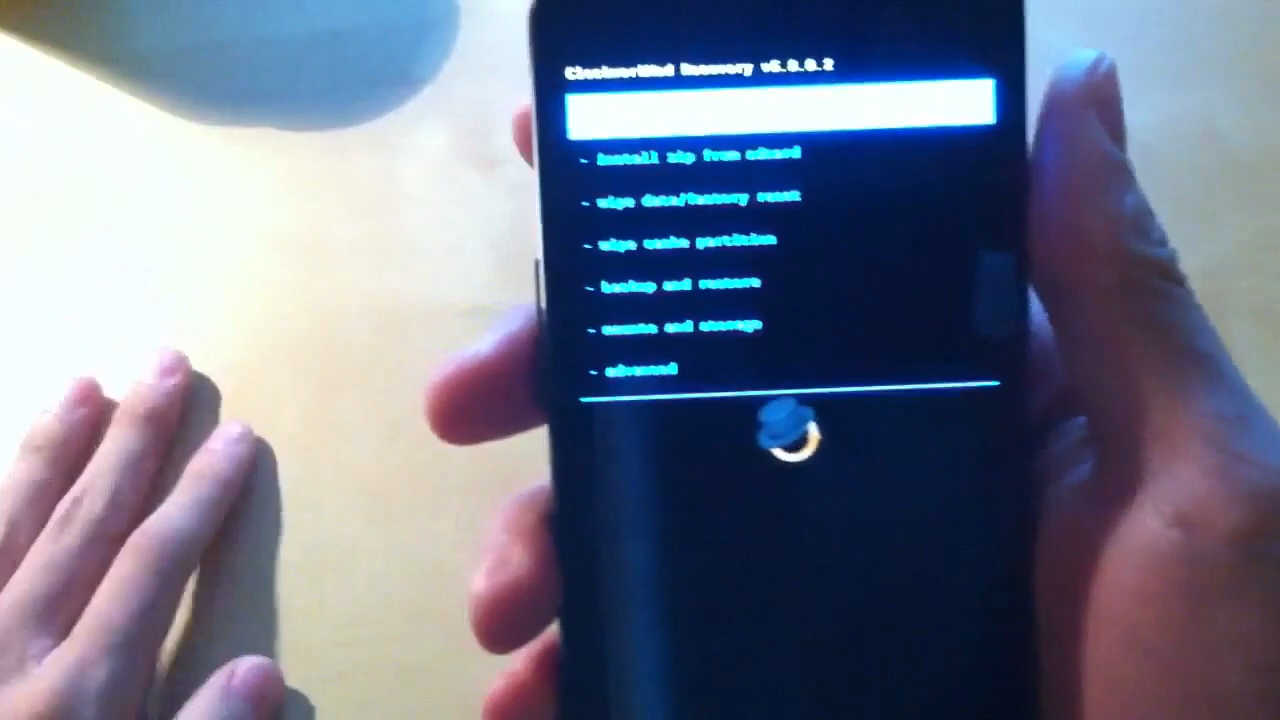 ClockworkMod Recovery v5.8.0.2
- install zip from sdcard
- wipe data/factory reset
- wipe cache partition
- backup and restore
- mounts and storage
- advanced